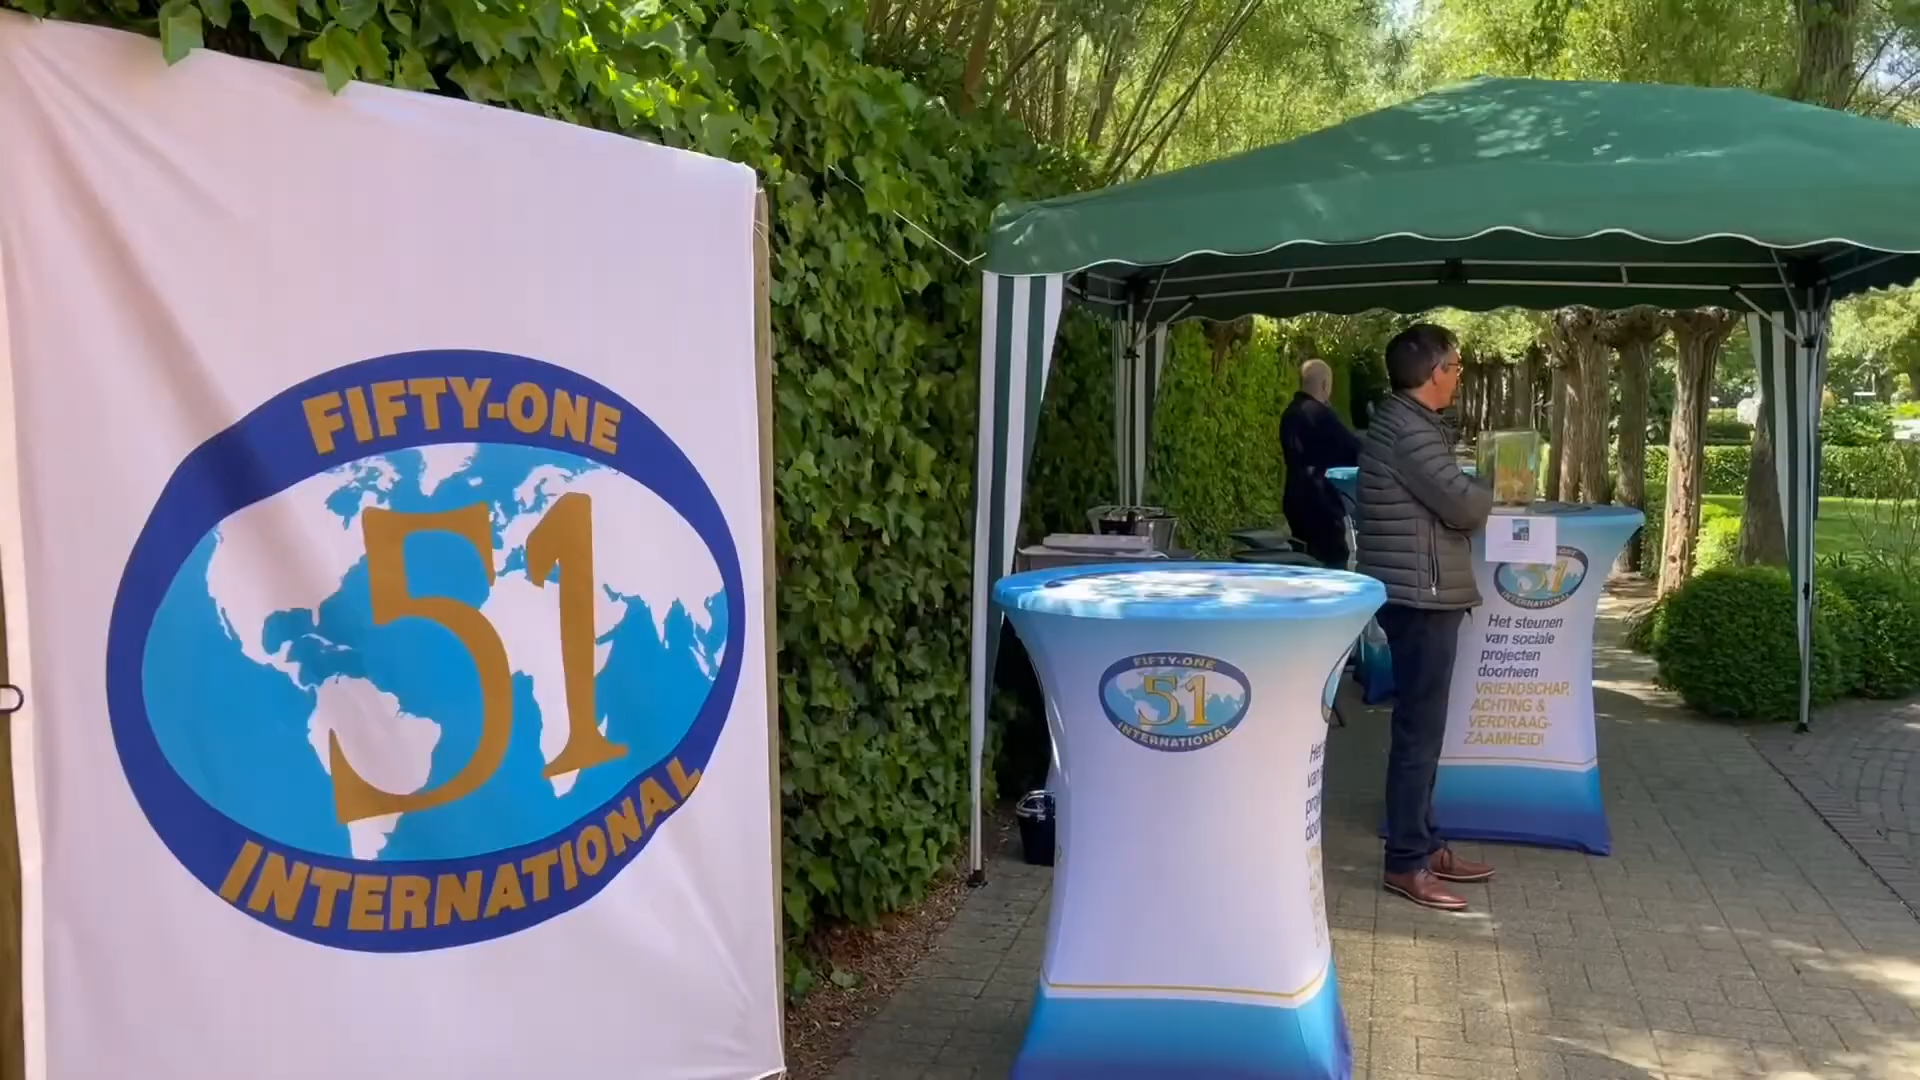 FIFTY-ONE
51
INTERNATIONAL
FIFTY-ONE
51
INTERNATIONAL
51
INTERNATIONAL
Het steunen
van sociale
projecten
doorheen
VRIENDSCHAP,
ACHTING &
VERDRAAG-
ZAAMHEID!